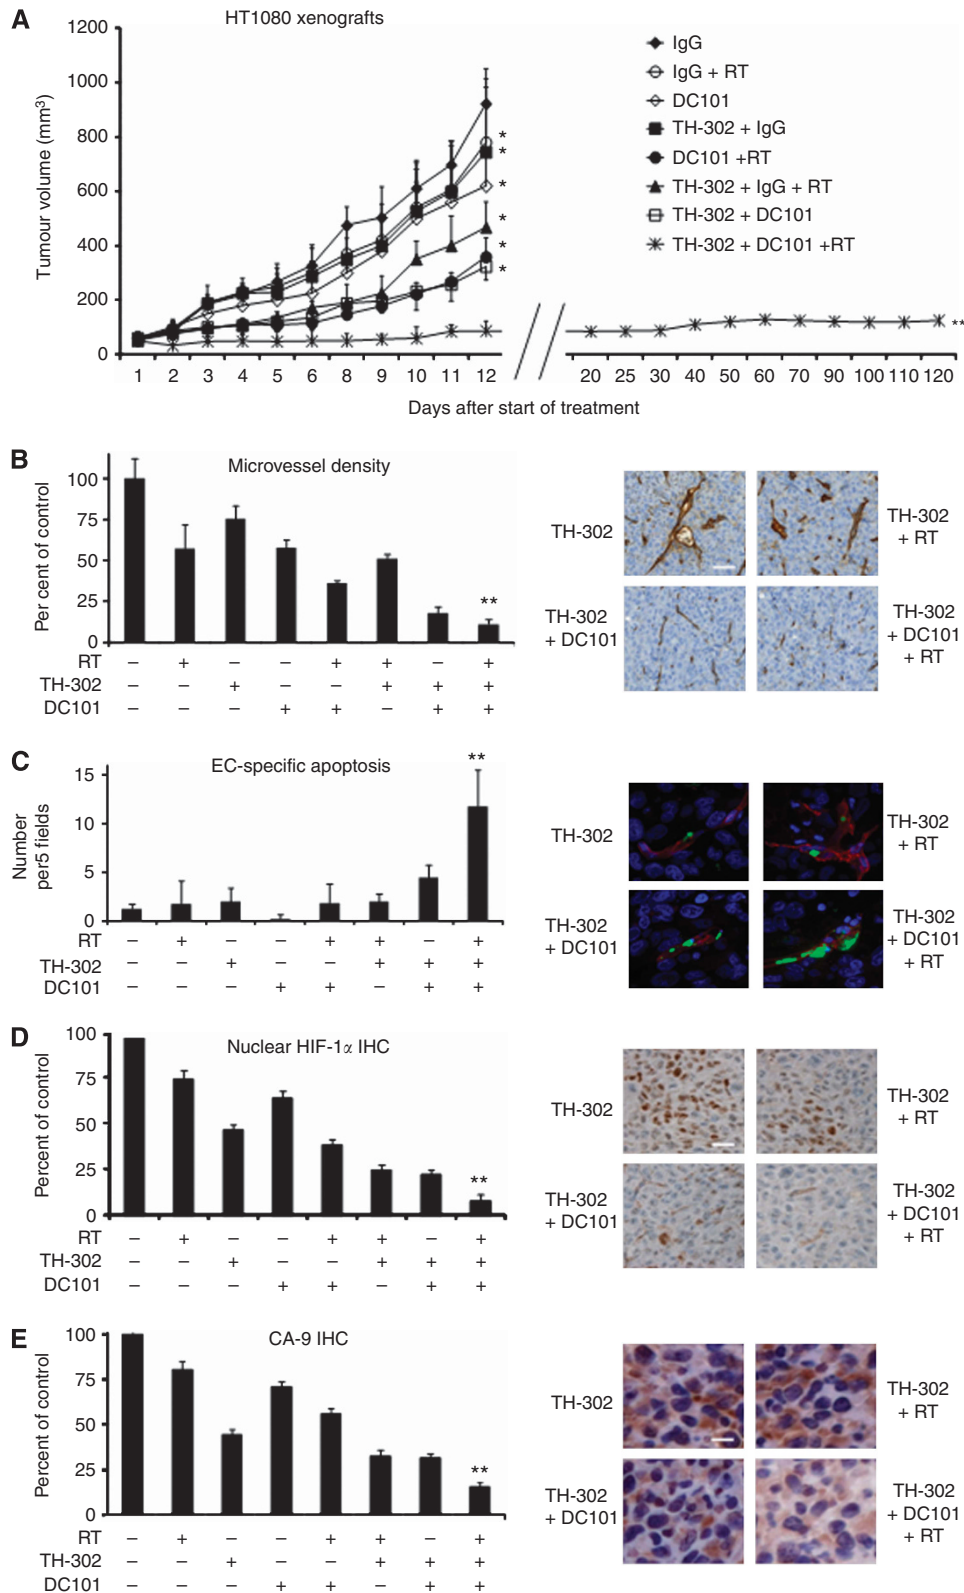 A
HT1080 xenografts
Tumour volume (mm³)
1200
1000
800
600
400
200
0
* * * * * *
**
1 2 3 4 5 6 8 9 10 11 12 20 25 30 40 50 60 70 90 100 110 120
Days after start of treatment
IgG
IgG + RT
DC101
TH-302 + IgG
DC101 +RT
TH-302 + IgG + RT
TH-302 + DC101
TH-302 + DC101 +RT
B
Microvessel density
Per cent of control
100
75
50
25
0
**
RT – + – – + + – +
TH-302 – – + – – + + +
DC101 – – – + + – + +
TH-302
TH-302
+ RT
TH-302
+ DC101
TH-302
+ DC101
+ RT
C
EC-specific apoptosis
Number
per5 fields
15
10
5
0
**
RT – + – – + + – +
TH-302 – – + – – + + +
DC101 – – – + + – + +
TH-302
TH-302
+ RT
TH-302
+ DC101
TH-302
+ DC101
+ RT
D
Nuclear HIF-1α IHC
Percent of control
100
75
50
25
0
**
RT – + – – + + – +
TH-302 – – + – – + + +
DC101 – – – + + – + +
TH-302
TH-302
+ RT
TH-302
+ DC101
TH-302
+ DC101
+ RT
E
CA-9 IHC
Percent of control
100
75
50
25
0
**
RT – + – – + + – +
TH-302 – – + – – + + +
DC101 – – – + + – + +
TH-302
TH-302
+ RT
TH-302
+ DC101
TH-302
+ DC101
+ RT